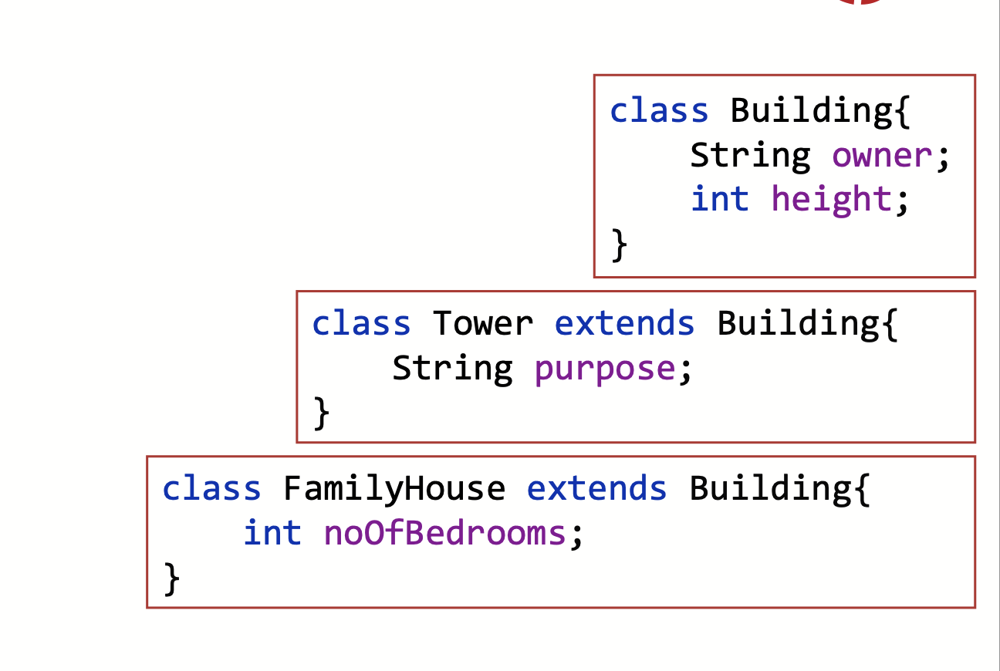 class Building{
    String owner;
    int height;
}
class Tower extends Building{
    String purpose;
}
class FamilyHouse extends Building{
    int noOfBedrooms;
}